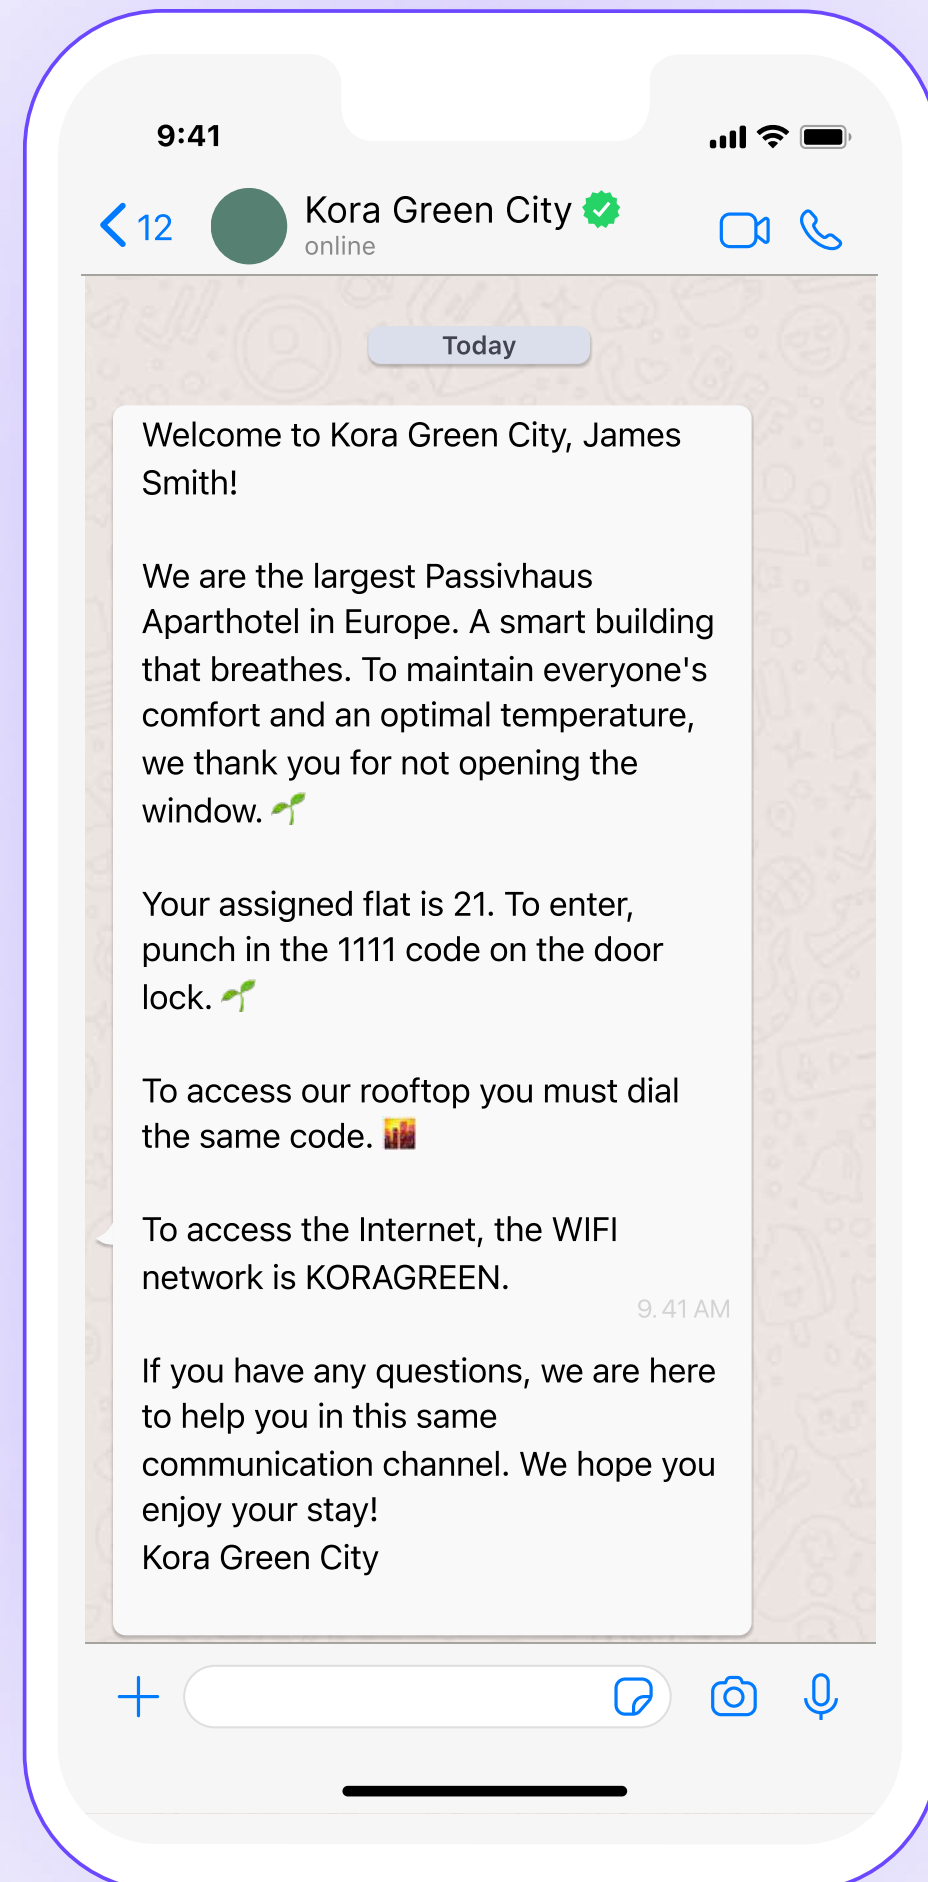 9:41
12
Kora Green City
online
Today
Welcome to Kora Green City, James
Smith!
We are the largest Passivhaus
Aparthotel in Europe. A smart building
that breathes. To maintain everyone's
comfort and an optimal temperature,
we thank you for not opening the
window. 🌱
Your assigned flat is 21. To enter,
punch in the 1111 code on the door
lock. 🌱
To access our rooftop you must dial
the same code. 🌇
To access the Internet, the WIFI
network is KORAGREEN.
9.41 AM
If you have any questions, we are here
to help you in this same
communication channel. We hope you
enjoy your stay!
Kora Green City